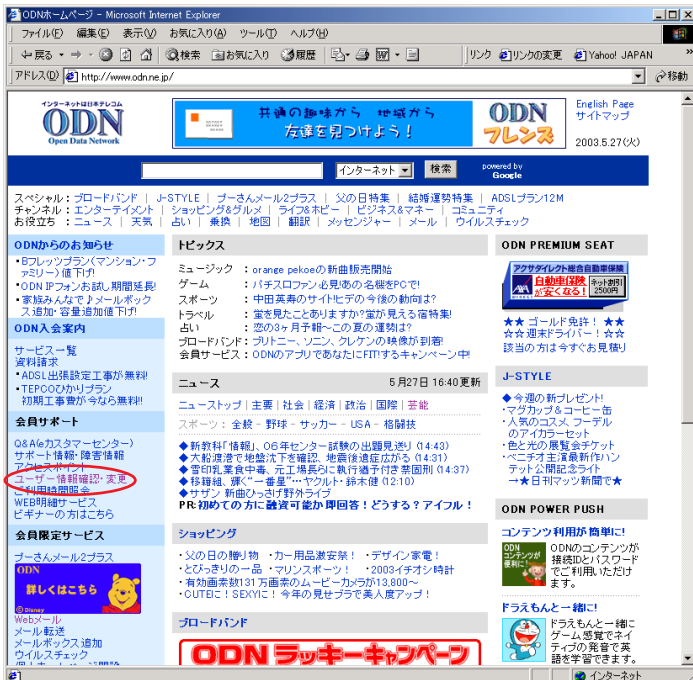 ODNホームページ - Microsoft Internet Explorer
ファイル(F) 編集(E) 表示(V) お気に入り(A) ツール(T) ヘルプ(H)
戻る 検索 お気に入り 履歴 リンク リンクの変更 Yahoo! JAPAN »
アドレス(D) http://www.odn.ne.jp/ 移動
インターネットは日本テレコム
ODN
Open Data Network
共通の趣味から 地域から
友達を見つけよう!
ODN
フレンズ
English Page
サイトマップ
2003.5.27(火)
インターネット 検索 powered by Google
スペシャル : ブロードバンド | J-STYLE | プーさんメール2プラス | 父の日特集 | 結婚運勢特集 | ADSLプラン12M
チャンネル : エンターテイメント | ショッピング&グルメ | ライフ&ホビー | ビジネス&マネー | コミュニティ
お役立ち : ニュース | 天気 | 占い | 乗換 | 地図 | 翻訳 | メッセンジャー | メール | ウイルスチェック
ODNからのお知らせ
・Bフレッツプラン(マンション・ファミリー)値下げ!
・ODN IPフォンお試し期間延長!
・家族みんなで♪メールボックス追加・容量追加値下げ!
ODN入会案内
サービス一覧
資料請求
・ADSL出張設定工事が無料!
・TEPCOひかりプラン
初期工事費が今なら無料!
会員サポート
Q&A(eカスタマーセンター)
サポート情報・障害情報
アクセスポイント
ユーザー情報確認・変更
ご利用時間照会
WEB明細サービス
ビギナーの方はこちら
会員限定サービス
プーさんメール2プラス
ODN
詳しくはこちら
©Disney
Webメール
メール転送
メールボックス追加
ウイルスチェック
トピックス
ミュージック : orange pekoeの新曲販売開始
ゲーム : パチスロファン必見!あの名機をPCで!
スポーツ : 中田英寿のサイトヒデの今後の動向は?
トラベル : 蛍を見たことありますか?蛍が見える宿特集!
占い : 恋の3ヶ月予報~この夏の運勢は?
ブロードバンド : ブリトニー、ソニン、クレケンの映像が到着!
会員サービス : ODNのアプリであなたにFIT!するキャンペーン中!
ニュース 5月27日 16:40更新
ニューストップ | 主要 | 社会 | 経済 | 政治 | 国際 | 芸能
スポーツ : 全般 - 野球 - サッカー - USA - 格闘技
◆新教科「情報」、06年センター試験の出題見送り (14:43)
◆大船渡港で地盤沈下を確認、地震後遺症広がる (14:31)
◆雪印乳業食中毒、元工場長らに執行猶予付き禁固刑 (14:37)
◆移籍組、輝く“一番星”…ヤクルト・鈴木健 (12:10)
◆サザン 新曲ひっさげ野外ライブ
PR:初めての方に融資可能か即回答!どうする?アイフル!
ショッピング
・父の日の贈り物 ・カー用品激安祭! ・デザイン家電!
・とびっきりの一品 ・マリンスポーツ! ・2003イチオシ時計
・有効画素数131万画素のムービーカメラが13,800~
・CUTEに!SEXYに!今年の見せブラで美人度アップ!
ブロードバンド
ODN ラッキーキャンペーン
ODN PREMIUM SEAT
アクサダイレクト総合自動車保険
AXA 自動車保険が安くなる! ネット割引 2500円
★★ ゴールド免許! ★★
☆☆ 週末ドライバー! ☆☆
該当の方は今すぐお見積り
J-STYLE
◆今週の新プレゼント!
・マグカップ&コーヒー缶
・人気のコスメ、フーデルのアイカラーセット
・色と光の展覧会チケット
・ベニチオ主演最新作ハンテット公開記念ライト
→★日刊マッツ新聞で★
ODN POWER PUSH
コンテンツ利用が簡単に!
ODN コンテンツが便利に!
ODNのコンテンツが接続IDとパスワードでご利用いただけます。
ドラえもんと一緒に!
ドラえもんと一緒にゲーム感覚でネイティブの発音で英語を学習できます。
インターネット